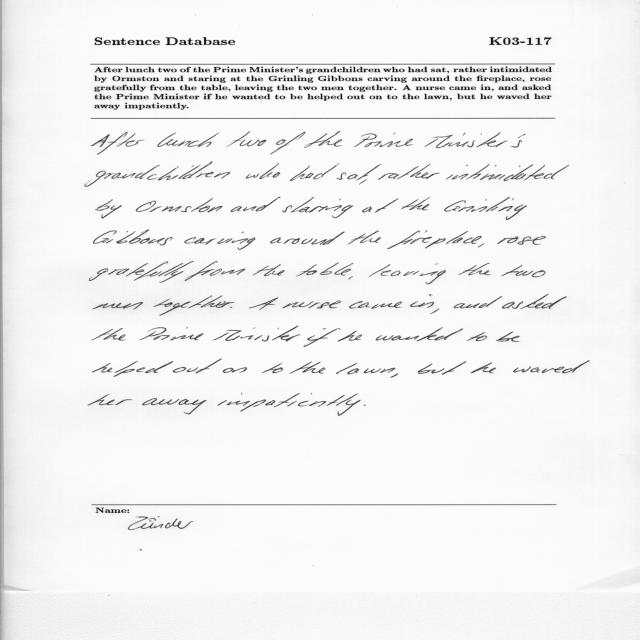 Sentence Database K03-117
After lunch two of the Prime Minister's grandchildren who had sat, rather intimidated
by Ormston and staring at the Grinling Gibbons carving around the fireplace, rose
gratefully from the table, leaving the two men together. A nurse came in, and asked
the Prime Minister if he wanted to be helped out on to the lawn, but he waved her
away impatiently.
After lunch two of the Prime Minister's
grandchildren who had sat, rather intimidated
by Ormston and staring at the Grinling
Gibbons carving around the fireplace, rose
gratefully from the table, leaving the two
men together. A nurse came in, and asked
the Prime Minister if he wanted to be
helped out on to the lawn, but he waved
her away impatiently.
Name: